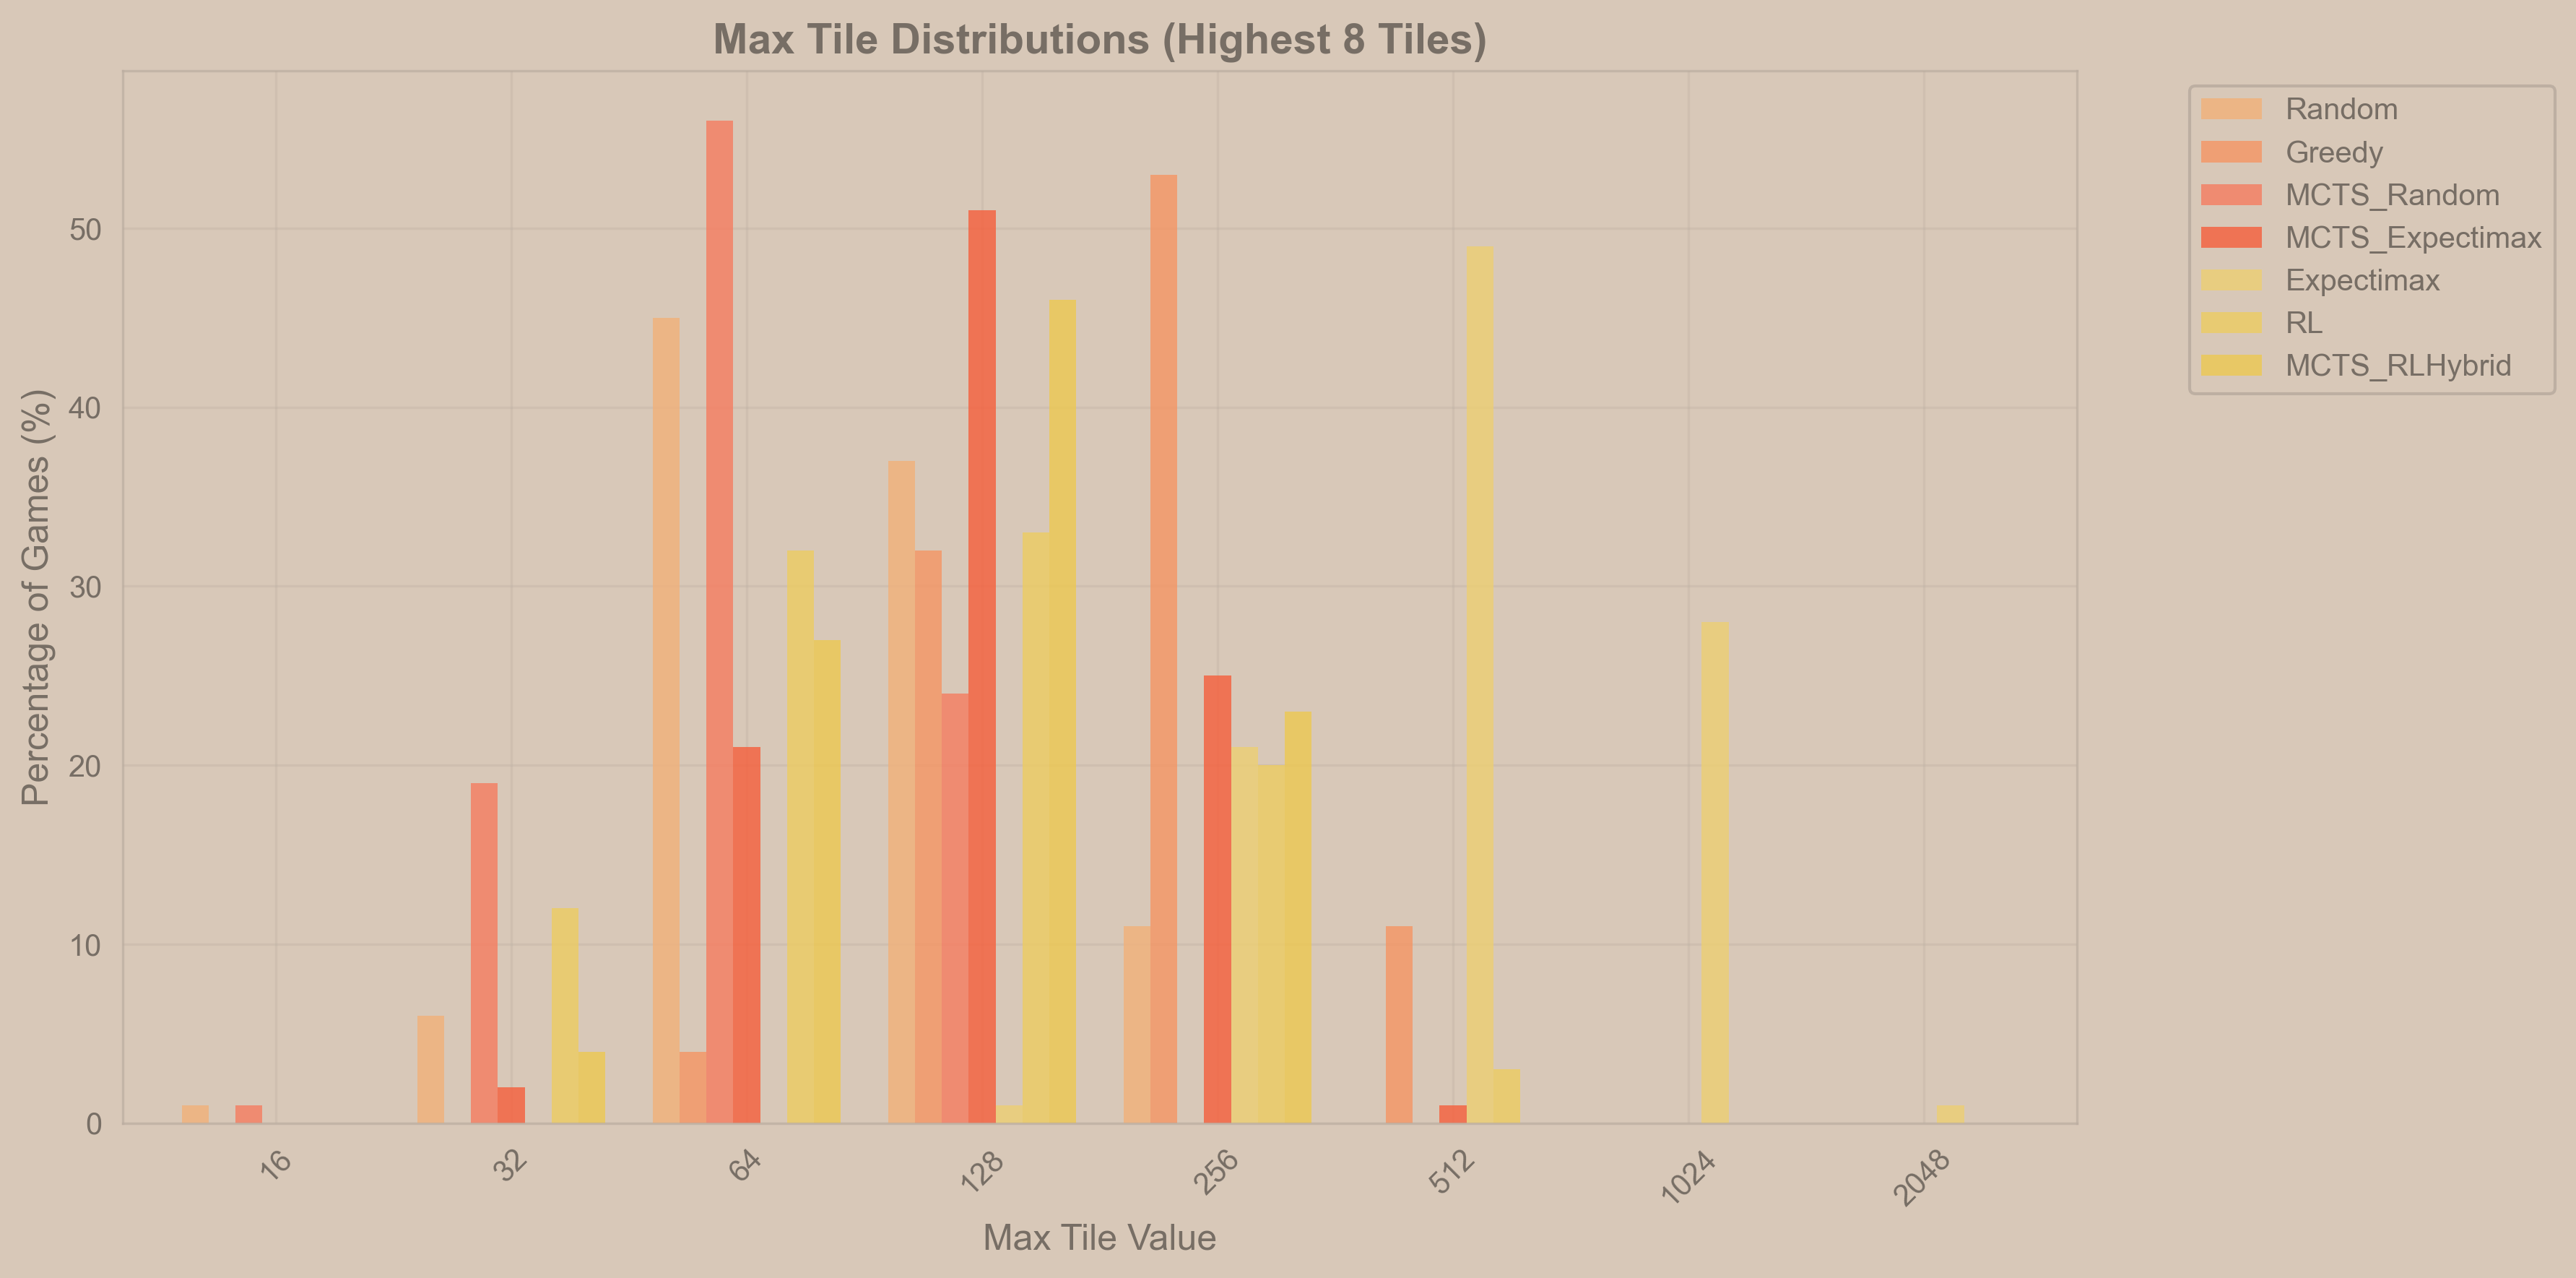 Max Tile Distributions (Highest 8 Tiles)
Random
Greedy
MCTS_Random
MCTS_Expectimax
Expectimax
RL
MCTS_RLHybrid
Percentage of Games (%)
50
40
30
20
10
0
16
32
64
128
256
512
1024
2048
Max Tile Value